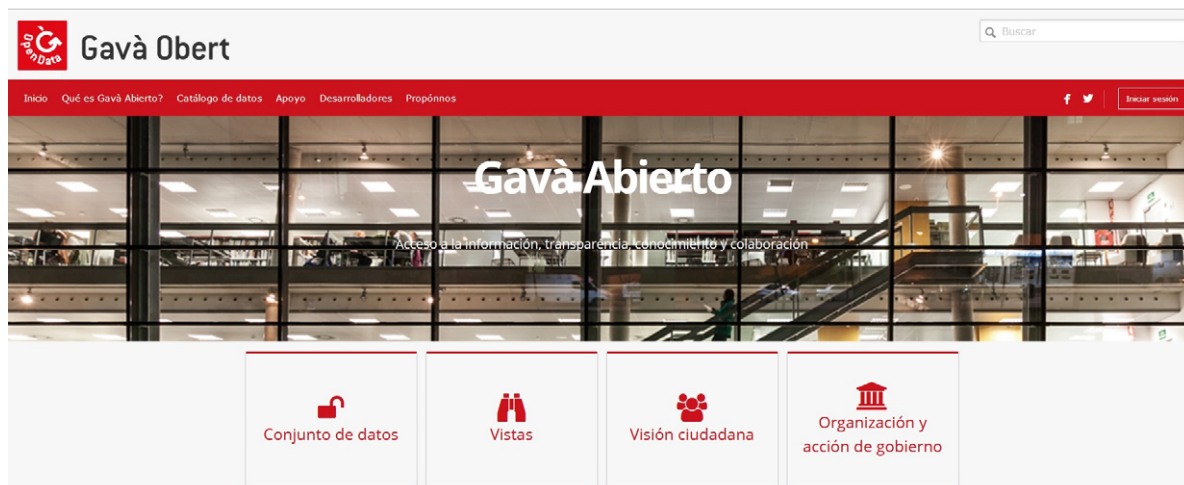 OpenData
Gavà Obert
Buscar
Inicio Qué es Gavà Abierto? Catálogo de datos Apoyo Desarrolladores Propónnos
Iniciar sesión
Gavà Abierto
Acceso a la información, transparencia, conocimiento y colaboración
Conjunto de datos
Vistas
Visión ciudadana
Organización y
acción de gobierno